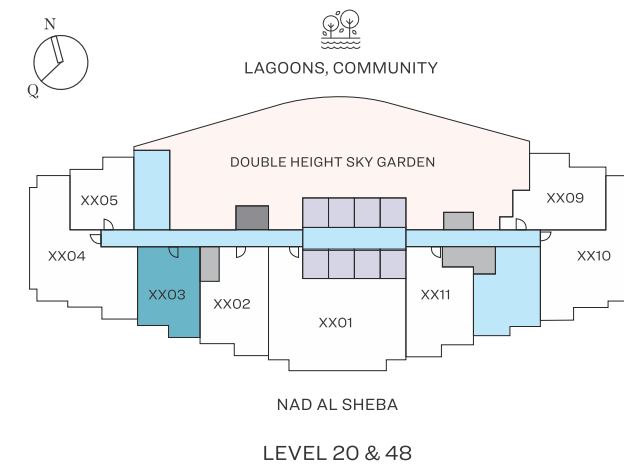 N
Q
LAGOONS, COMMUNITY
DOUBLE HEIGHT SKY GARDEN
XX05
XX09
XX04
XX10
XX03
XX02
XX11
XX01
NAD AL SHEBA
LEVEL 20 & 48